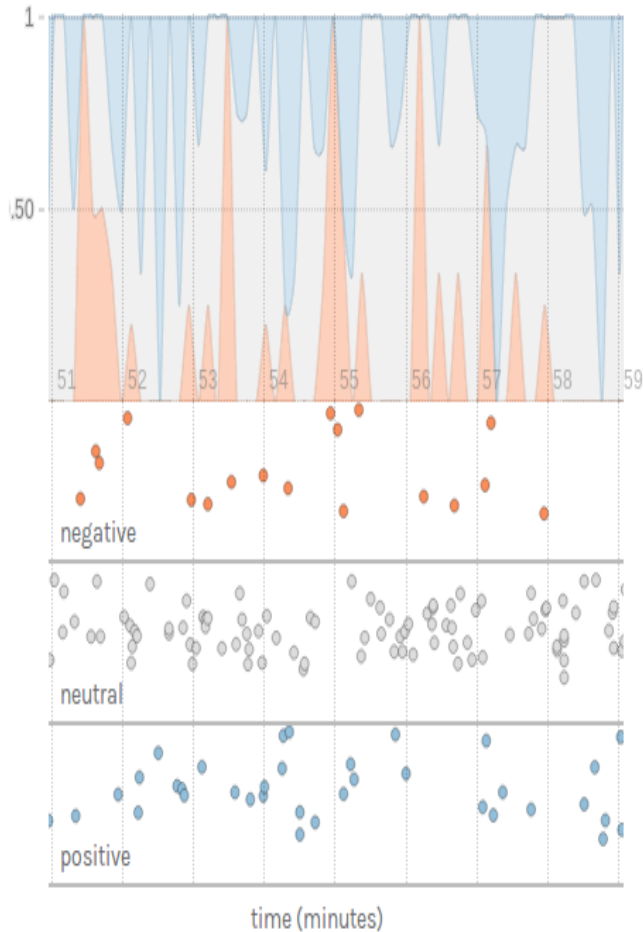 1
.50
51 52 53 54 55 56 57 58 59
negative
neutral
positive
time (minutes)